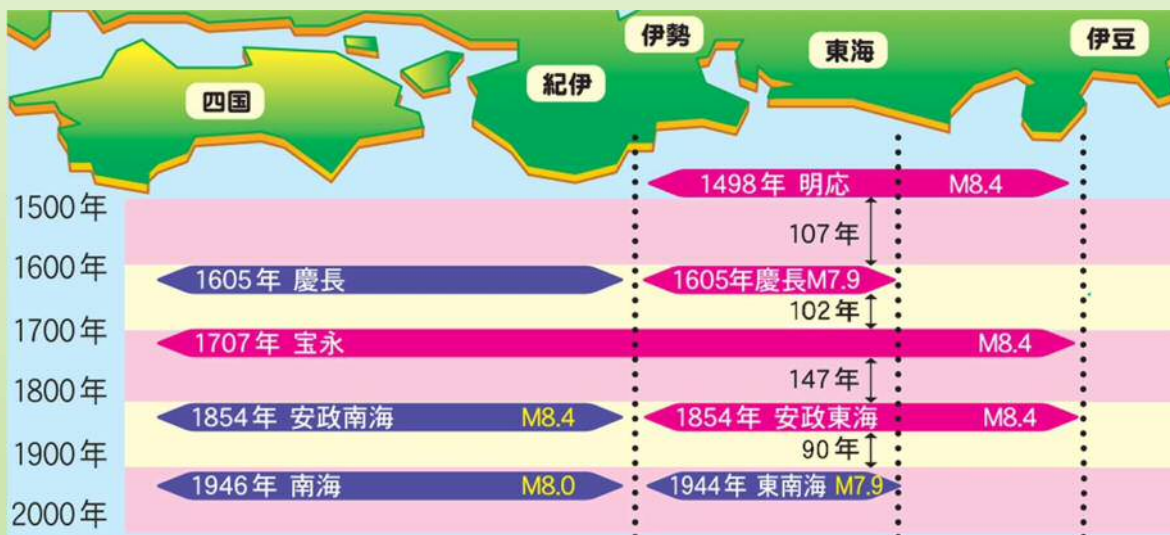 伊勢
東海
伊豆
紀伊
四国
1498年 明応 M8.4
1500年
107年
1600年
1605年 慶長
1605年慶長M7.9
102年
1700年
1707年 宝永 M8.4
147年
1800年
1854年 安政南海 M8.4
1854年 安政東海 M8.4
90年
1900年
1946年 南海 M8.0
1944年 東南海 M7.9
2000年